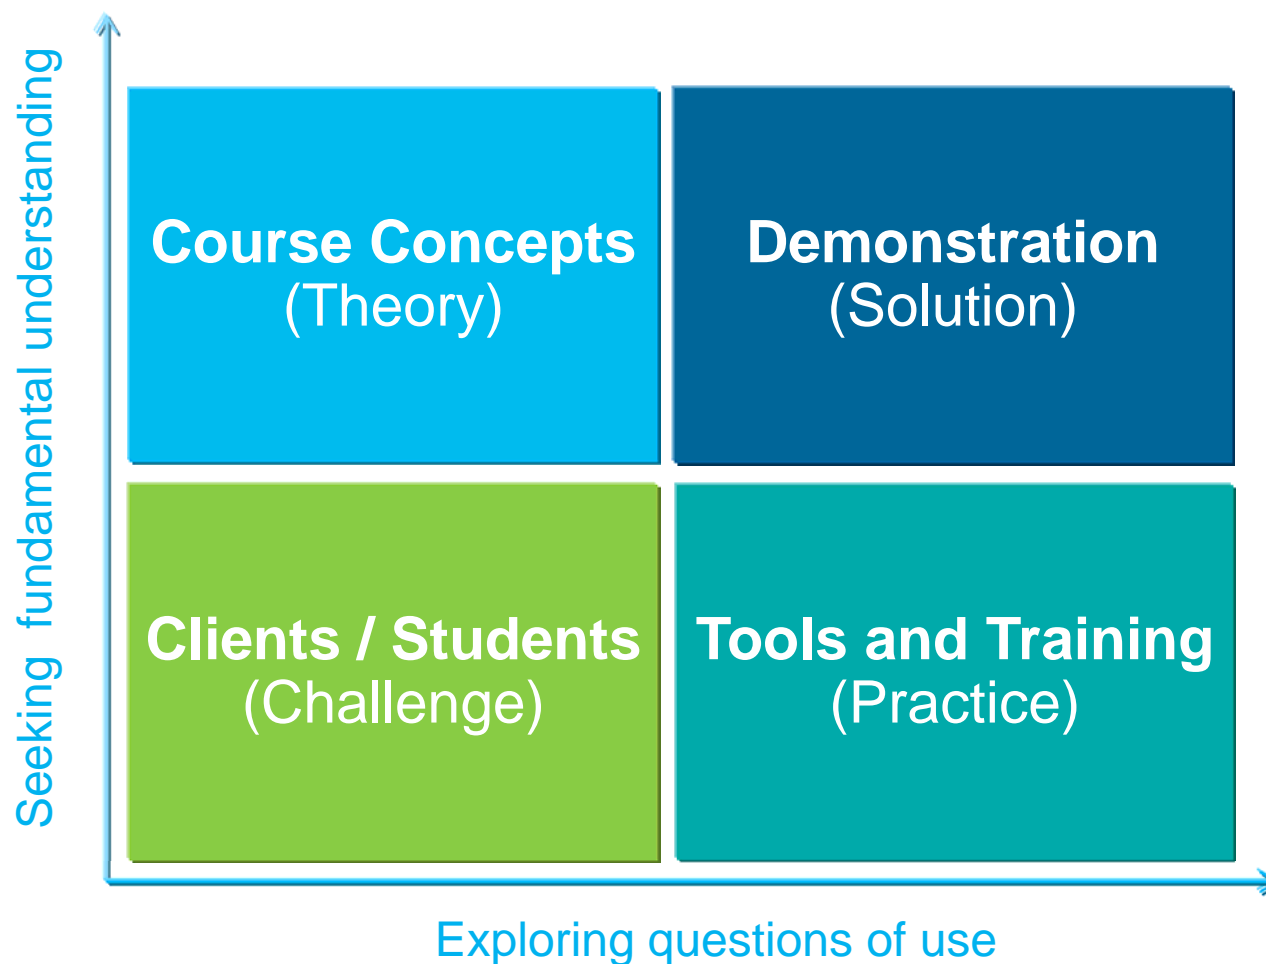 Seeking fundamental understanding
Course Concepts
(Theory)
Demonstration
(Solution)
Clients / Students
(Challenge)
Tools and Training
(Practice)
Exploring questions of use